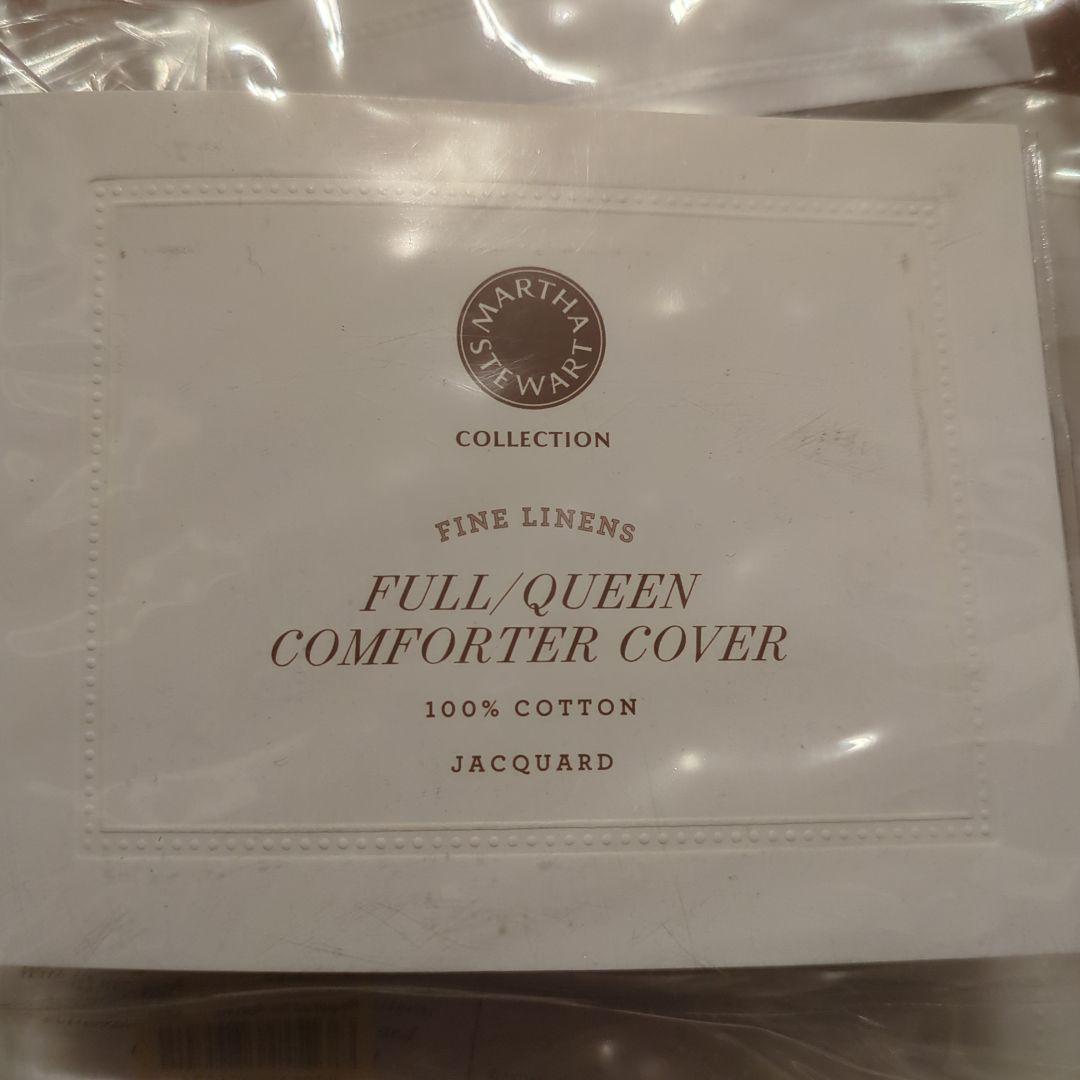 MARTHA
STEWART
COLLECTION
FINE LINENS
FULL/QUEEN
COMFORTER COVER
100% COTTON
JACQUARD